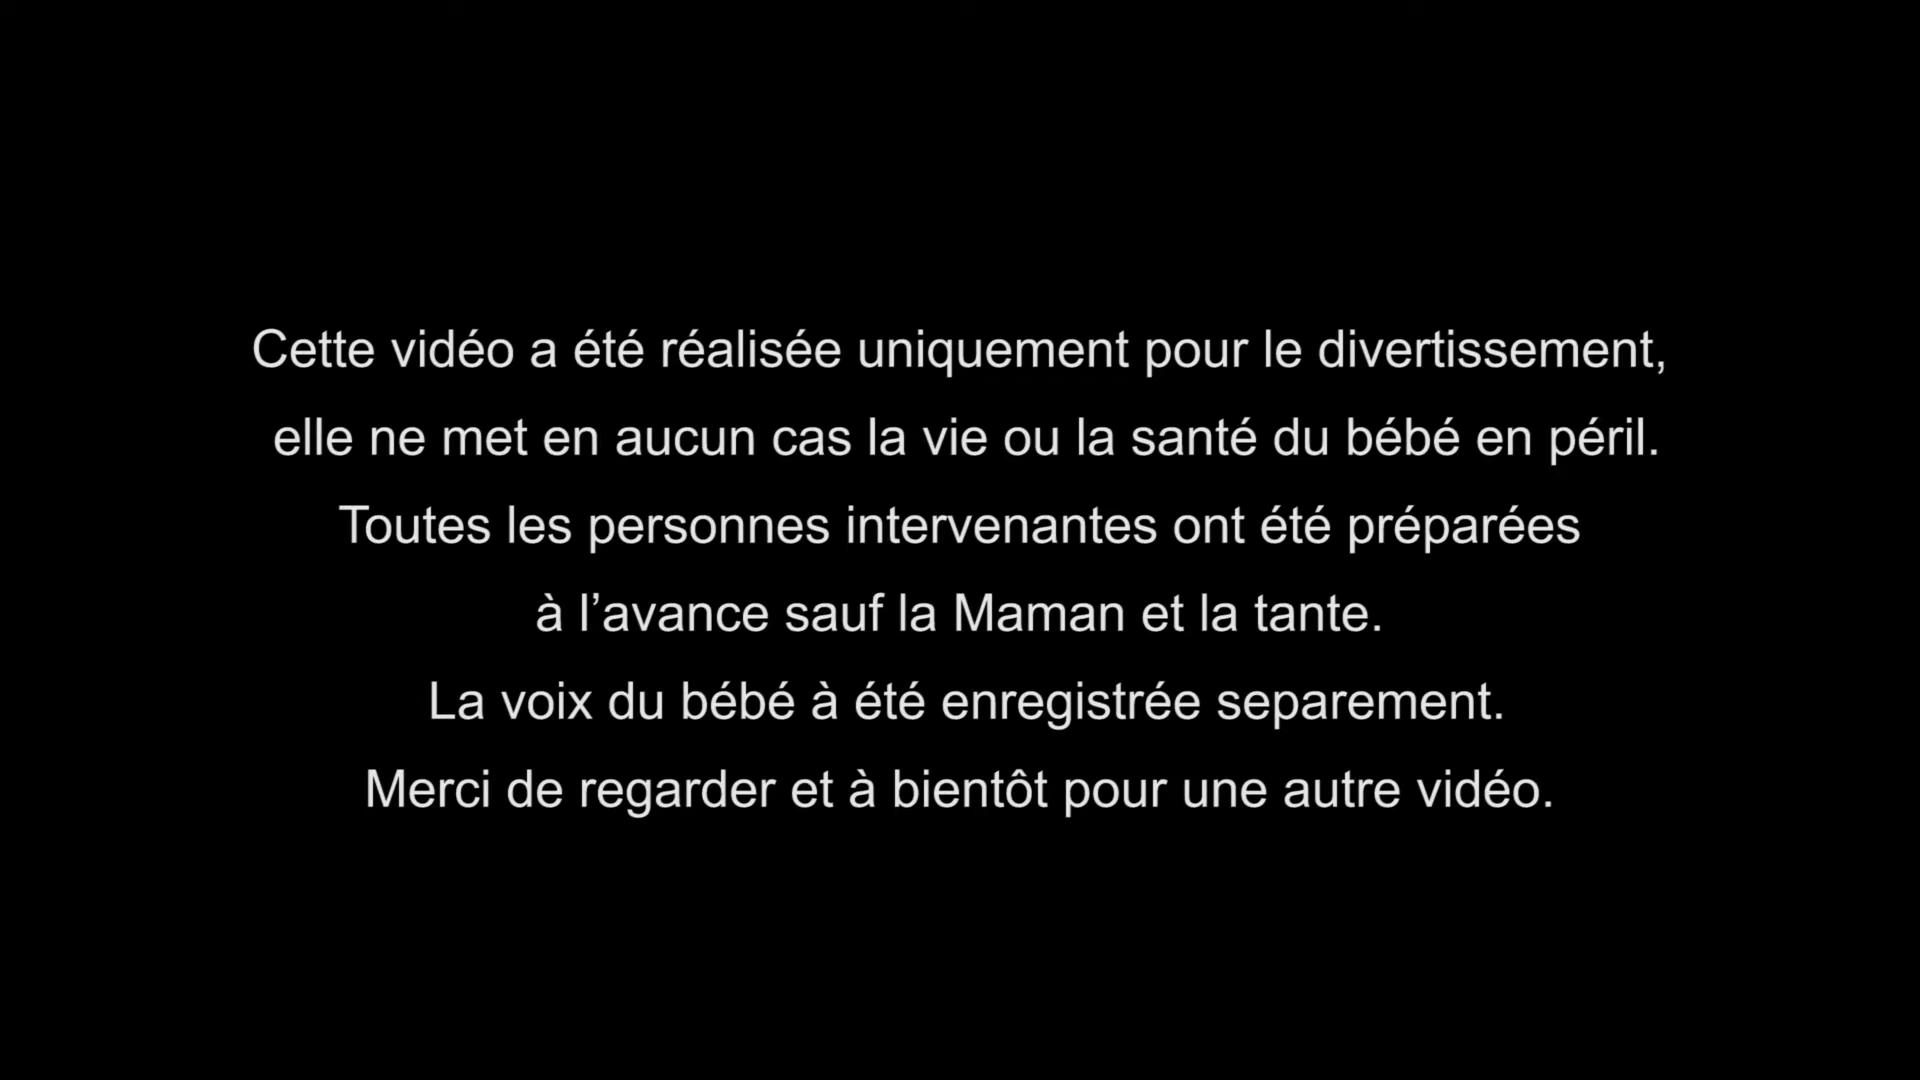 Cette vidéo a été réalisée uniquement pour le divertissement,
elle ne met en aucun cas la vie ou la santé du bébé en péril.
Toutes les personnes intervenantes ont été préparées
à l’avance sauf la Maman et la tante.
La voix du bébé à été enregistrée separement.
Merci de regarder et à bientôt pour une autre vidéo.